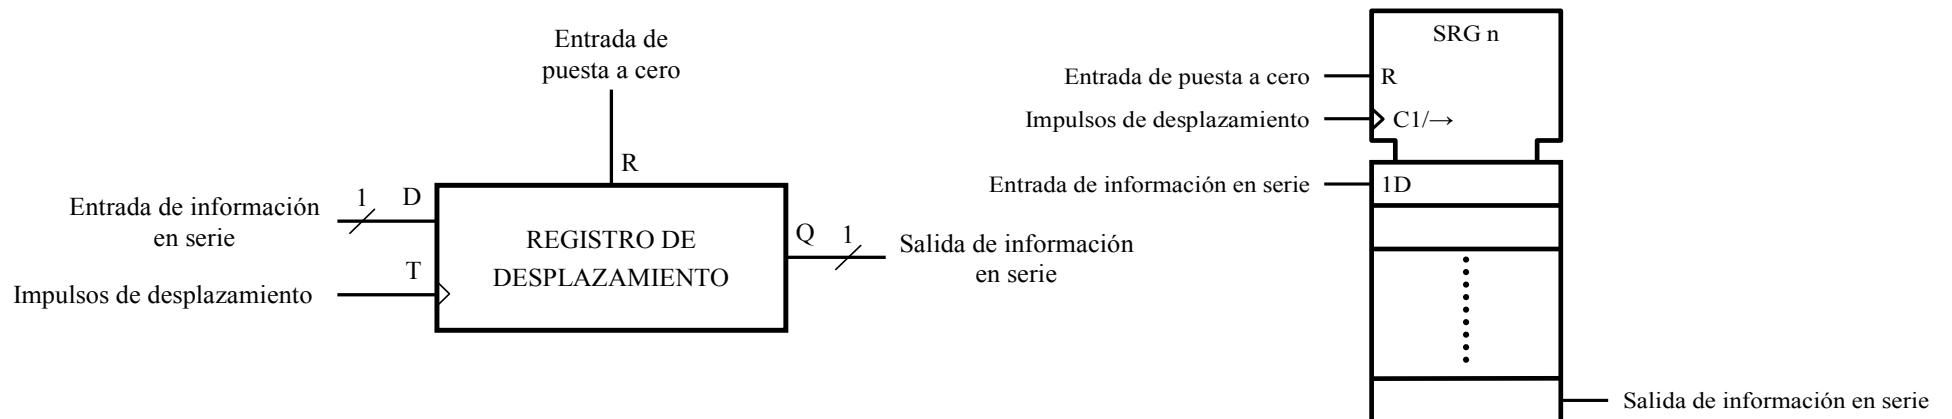 Entrada de
puesta a cero
R
Entrada de información
en serie
1
D
Impulsos de desplazamiento
T
REGISTRO DE
DESPLAZAMIENTO
Q
1
Salida de información
en serie
SRG n
Entrada de puesta a cero
R
Impulsos de desplazamiento
C1/→
Entrada de información en serie
1D
Salida de información en serie